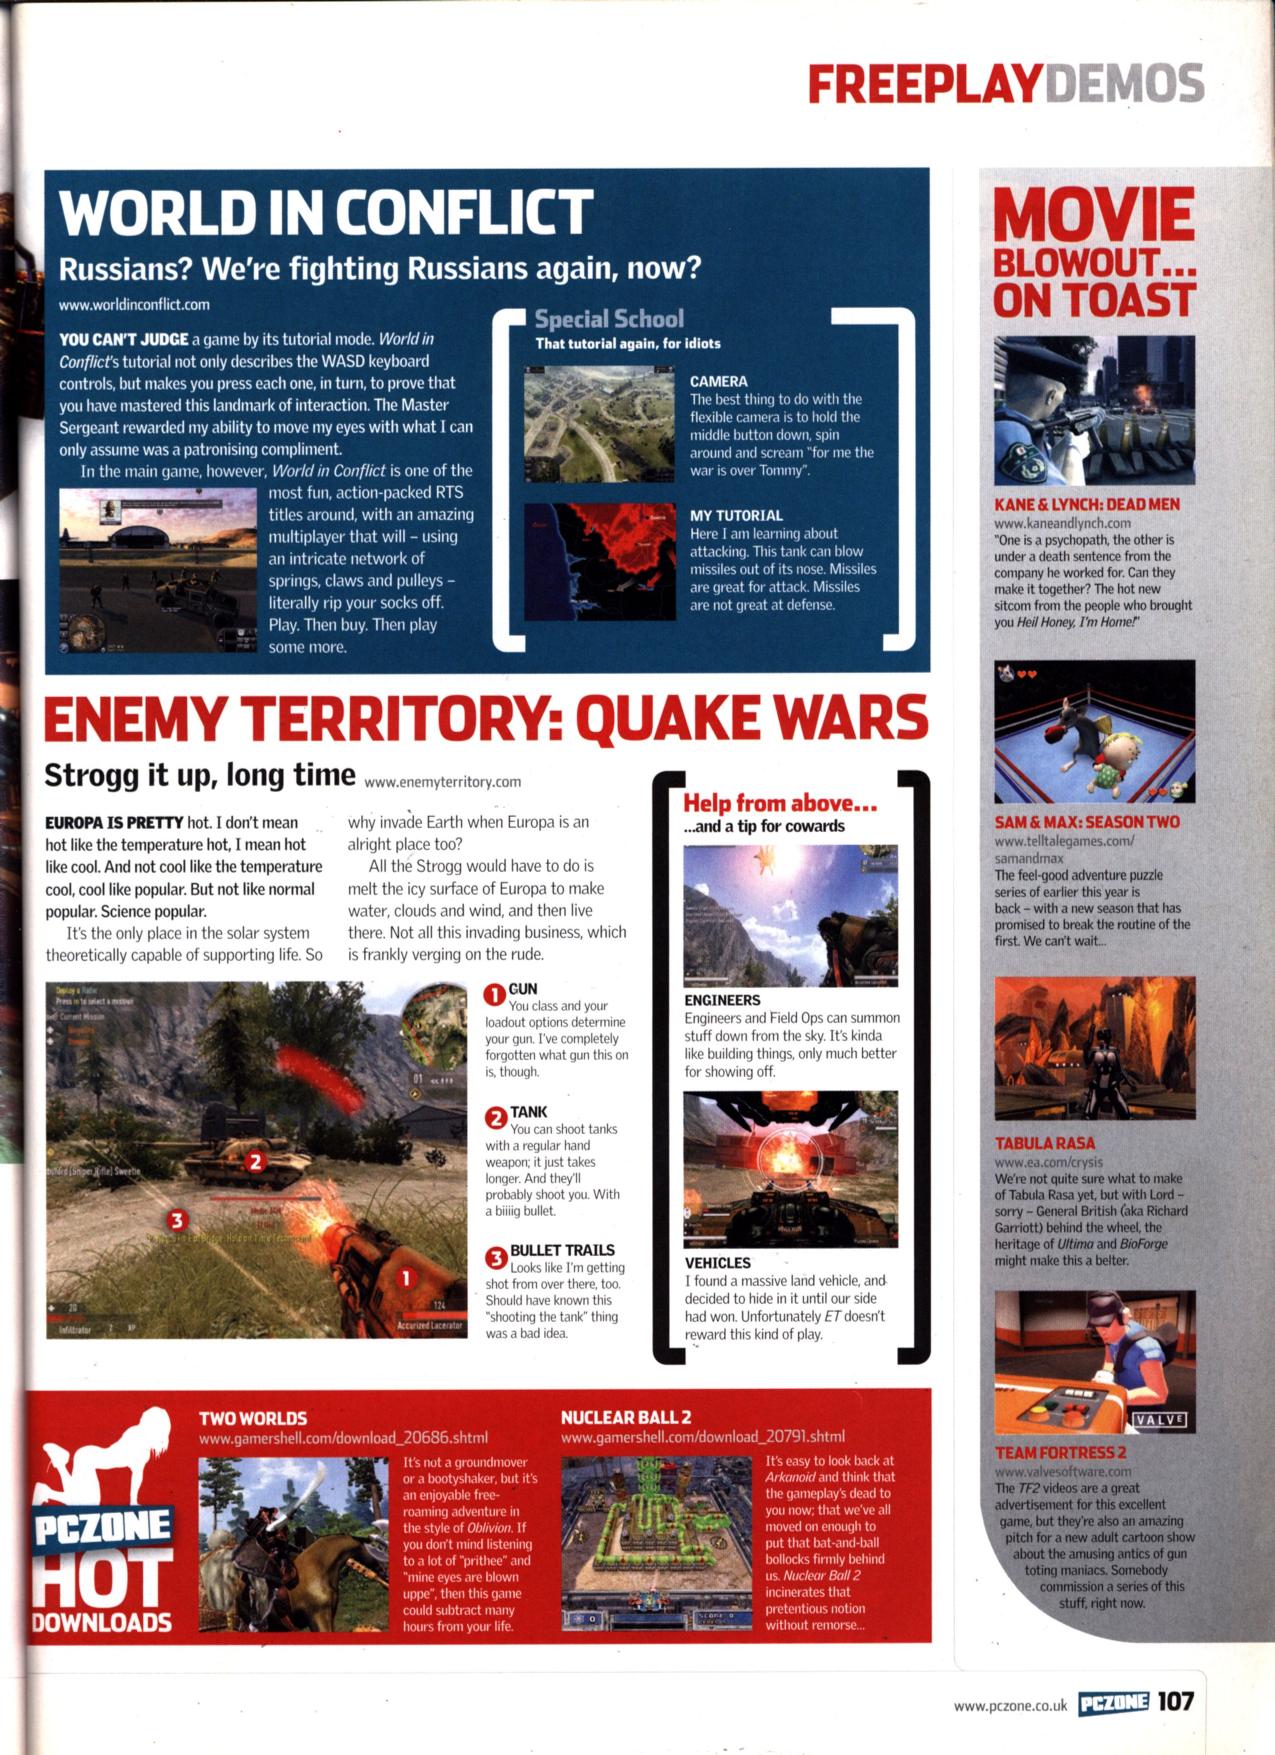 FREEPLAYDEMOS
WORLD IN CONFLICT
Russians? We're fighting Russians again, now?
www.worldinconflict.com
YOU CAN'T JUDGE a game by its tutorial mode. World in
Conflict's tutorial not only describes the WASD keyboard
controls, but makes you press each one, in turn, to prove that
you have mastered this landmark of interaction. The Master
Sergeant rewarded my ability to move my eyes with what I can
only assume was a patronising compliment.
In the main game, however, World in Conflict is one of the
most fun, action-packed RTS
titles around, with an amazing
multiplayer that will – using
an intricate network of
springs, claws and pulleys –
literally rip your socks off.
Play. Then buy. Then play
some more.
Special School
That tutorial again, for idiots
CAMERA
The best thing to do with the
flexible camera is to hold the
middle button down, spin
around and scream "for me the
war is over Tommy".
MY TUTORIAL
Here I am learning about
attacking. This tank can blow
missiles out of its nose. Missiles
are great for attack. Missiles
are not great at defense.
ENEMY TERRITORY: QUAKE WARS
Strogg it up, long time www.enemyterritory.com
EUROPA IS PRETTY hot. I don't mean
hot like the temperature hot, I mean hot
like cool. And not cool like the temperature
cool, cool like popular. But not like normal
popular. Science popular.
It's the only place in the solar system
theoretically capable of supporting life. So
why invade Earth when Europa is an
alright place too?
All the Strogg would have to do is
melt the icy surface of Europa to make
water, clouds and wind, and then live
there. Not all this invading business, which
is frankly verging on the rude.
Deploy a Radar
Press m to select a mission
Current Mission
01
2
3
1
20
Infiltrator 2 XP
124
Accurized Lacerator
1 GUN
You class and your
loadout options determine
your gun. I've completely
forgotten what gun this on
is, though.
2 TANK
You can shoot tanks
with a regular hand
weapon; it just takes
longer. And they'll
probably shoot you. With
a biiiig bullet.
3 BULLET TRAILS
Looks like I'm getting
shot from over there, too.
Should have known this
"shooting the tank" thing
was a bad idea.
Help from above...
...and a tip for cowards
ENGINEERS
Engineers and Field Ops can summon
stuff down from the sky. It's kinda
like building things, only much better
for showing off.
VEHICLES
I found a massive land vehicle, and
decided to hide in it until our side
had won. Unfortunately ET doesn't
reward this kind of play.
PCZONE
HOT
DOWNLOADS
TWO WORLDS
www.gamershell.com/download_20686.shtml
It's not a groundmover
or a bootyshaker, but it's
an enjoyable free-
roaming adventure in
the style of Oblivion. If
you don't mind listening
to a lot of "prithee" and
"mine eyes are blown
uppe", then this game
could subtract many
hours from your life.
NUCLEAR BALL 2
www.gamershell.com/download_20791.shtml
It's easy to look back at
Arkanoid and think that
the gameplay's dead to
you now; that we've all
moved on enough to
put that bat-and-ball
bollocks firmly behind
us. Nuclear Ball 2
incinerates that
pretentious notion
without remorse...
MOVIE
BLOWOUT...
ON TOAST
KANE & LYNCH: DEAD MEN
www.kaneandlynch.com
"One is a psychopath, the other is
under a death sentence from the
company he worked for. Can they
make it together? The hot new
sitcom from the people who brought
you Heil Honey, I'm Home!"
SAM & MAX: SEASON TWO
www.telltalegames.com/
samandmax
The feel-good adventure puzzle
series of earlier this year is
back – with a new season that has
promised to break the routine of the
first. We can't wait...
TABULA RASA
www.ea.com/crysis
We're not quite sure what to make
of Tabula Rasa yet, but with Lord –
sorry – General British (aka Richard
Garriott) behind the wheel, the
heritage of Ultima and BioForge
might make this a belter.
VALVE
TEAM FORTRESS 2
www.valvesoftware.com
The TF2 videos are a great
advertisement for this excellent
game, but they're also an amazing
pitch for a new adult cartoon show
about the amusing antics of gun
toting maniacs. Somebody
commission a series of this
stuff, right now.
www.pczone.co.uk PCZONE 107